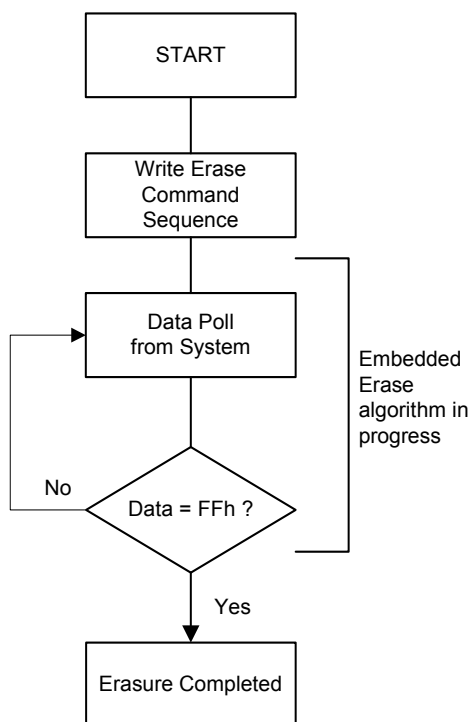 START
Write Erase
Command
Sequence
Data Poll
from System
Embedded
Erase
algorithm in
progress
No
Data = FFh ?
Yes
Erasure Completed